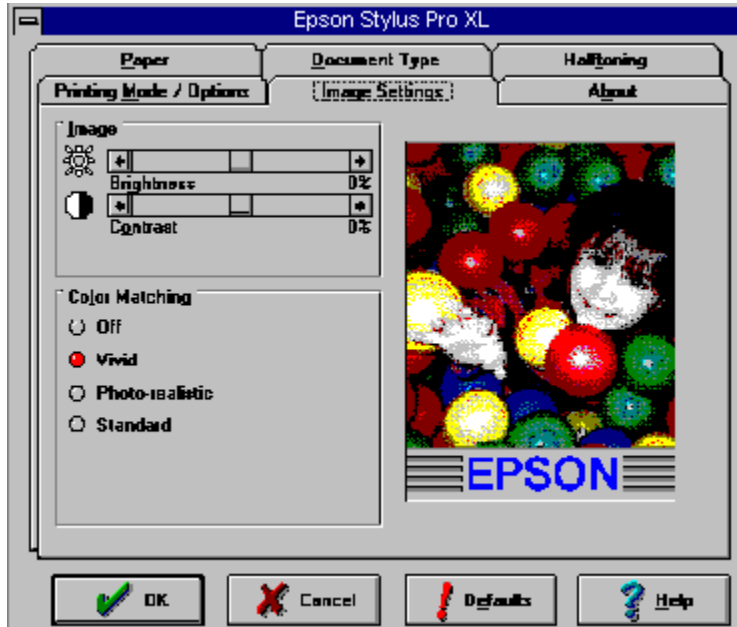 Epson Stylus Pro XL
Paper
Document Type
Halftoning
Printing Mode / Options
Image Settings
About
Image
Brightness 0%
Contrast 0%
Color Matching
Off
Vivid
Photo-realistic
Standard
EPSON
OK
Cancel
Defaults
Help